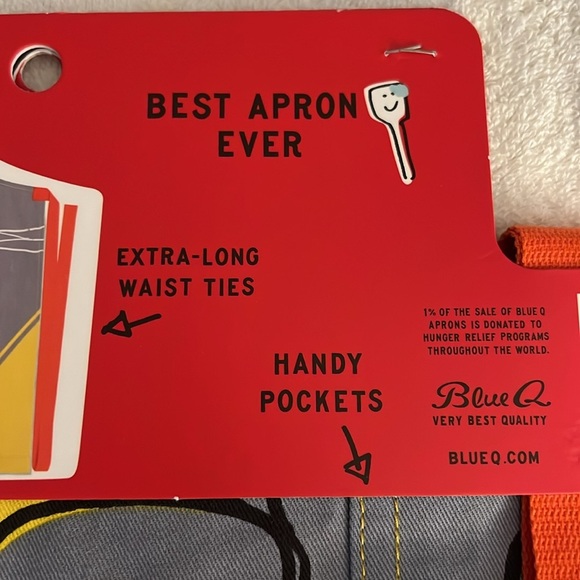 BEST APRON
EVER
EXTRA-LONG
WAIST TIES
HANDY
POCKETS
1% OF THE SALE OF BLUE Q
APRONS IS DONATED TO
HUNGER RELIEF PROGRAMS
THROUGHOUT THE WORLD.
Blue Q
VERY BEST QUALITY
BLUEQ.COM